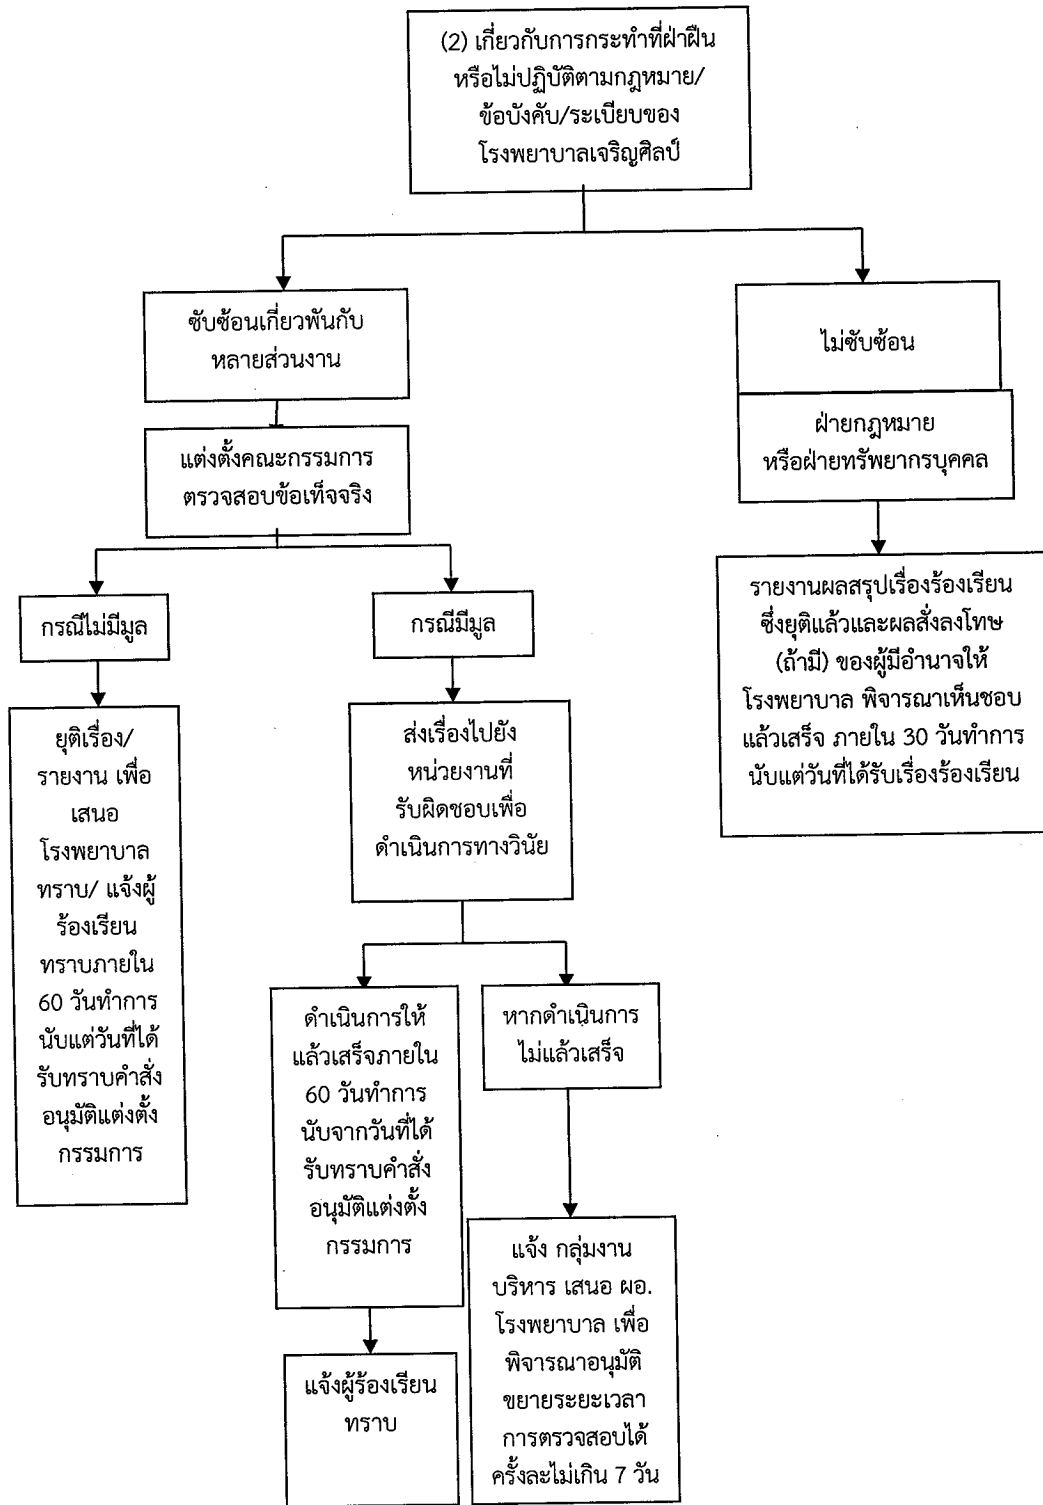 (2) เกี่ยวกับการกระทำที่ฝ่าฝืน
หรือไม่ปฏิบัติตามกฎหมาย/
ข้อบังคับ/ระเบียบของ
โรงพยาบาลเจริญศิลป์
ซับซ้อนเกี่ยวพันกับ
หลายส่วนงาน
ไม่ซับซ้อน
แต่งตั้งคณะกรรมการ
ตรวจสอบข้อเท็จจริง
ฝ่ายกฎหมาย
หรือฝ่ายทรัพยากรบุคคล
กรณีไม่มีมูล
กรณีมีมูล
รายงานผลสรุปเรื่องร้องเรียน
ซึ่งยุติแล้วและผลสั่งลงโทษ
(ถ้ามี) ของผู้มีอำนาจให้
โรงพยาบาล พิจารณาเห็นชอบ
แล้วเสร็จ ภายใน 30 วันทำการ
นับแต่วันที่ได้รับเรื่องร้องเรียน
ยุติเรื่อง/
รายงาน เพื่อ
เสนอ
โรงพยาบาล
ทราบ/ แจ้งผู้
ร้องเรียน
ทราบภายใน
60 วันทำการ
นับแต่วันที่ได้
รับทราบคำสั่ง
อนุมัติแต่งตั้ง
กรรมการ
ส่งเรื่องไปยัง
หน่วยงานที่
รับผิดชอบเพื่อ
ดำเนินการทางวินัย
ดำเนินการให้
แล้วเสร็จภายใน
60 วันทำการ
นับจากวันที่ได้
รับทราบคำสั่ง
อนุมัติแต่งตั้ง
กรรมการ
หากดำเนินการ
ไม่แล้วเสร็จ
แจ้งผู้ร้องเรียน
ทราบ
แจ้ง กลุ่มงาน
บริหาร เสนอ ผอ.
โรงพยาบาล เพื่อ
พิจารณาอนุมัติ
ขยายระยะเวลา
การตรวจสอบได้
ครั้งละไม่เกิน 7 วัน